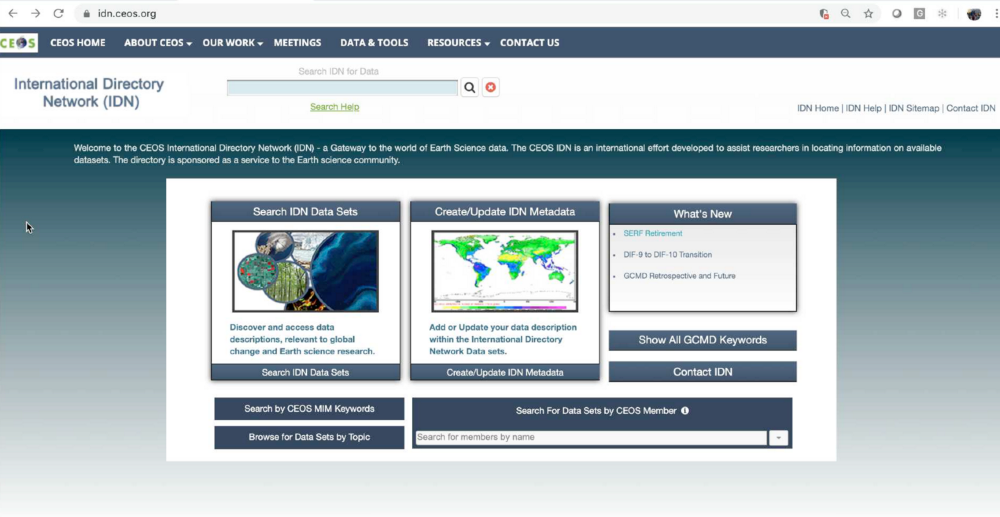 idn.ceos.org
G
CEOS CEOS HOME ABOUT CEOS OUR WORK MEETINGS DATA & TOOLS RESOURCES CONTACT US
Search IDN for Data
International Directory
Network (IDN)
Search Help
IDN Home | IDN Help | IDN Sitemap | Contact IDN
Welcome to the CEOS International Directory Network (IDN) - a Gateway to the world of Earth Science data. The CEOS IDN is an international effort developed to assist researchers in locating information on available
datasets. The directory is sponsored as a service to the Earth science community.
Search IDN Data Sets
Discover and access data
descriptions, relevant to global
change and Earth science research.
Search IDN Data Sets
Create/Update IDN Metadata
Add or Update your data description
within the International Directory
Network Data sets.
Create/Update IDN Metadata
What's New
SERF Retirement
DIF-9 to DIF-10 Transition
GCMD Retrospective and Future
Show All GCMD Keywords
Contact IDN
Search by CEOS MIM Keywords
Browse for Data Sets by Topic
Search For Data Sets by CEOS Member
Search for members by name